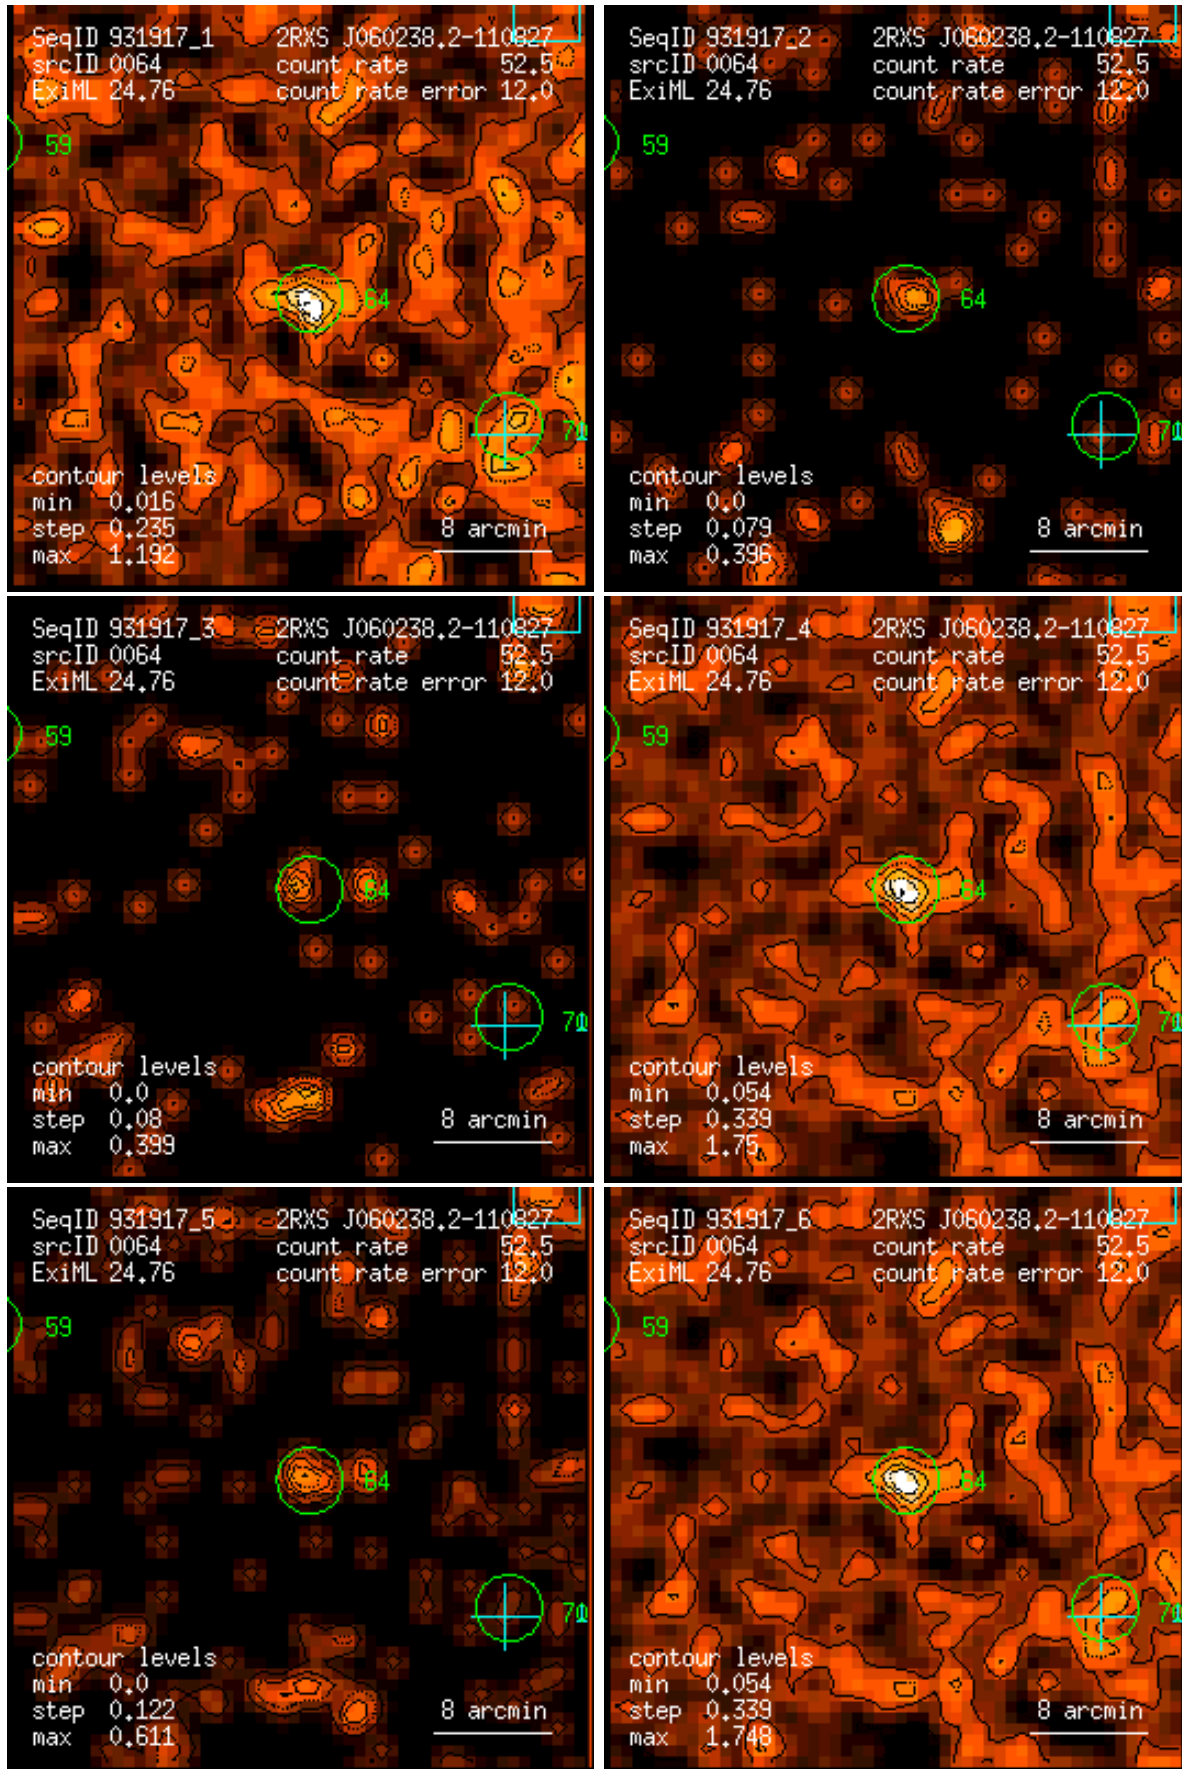 SeqID 931917_1 2RXS J060238.2-110827
srcID 0064 count rate 52.5
ExiML 24.76 count rate error 12.0
59
64
contour levels
min 0.016
step 0.235 8 arcmin
max 1.192
SeqID 931917_2 2RXS J060238.2-110827
srcID 0064 count rate 52.5
ExiML 24.76 count rate error 12.0
59
64
contour levels
min 0.0
step 0.079 8 arcmin
max 0.396
SeqID 931917_3 2RXS J060238.2-110827
srcID 0064 count rate 52.5
ExiML 24.76 count rate error 12.0
59
64
contour levels
min 0.0
step 0.08 8 arcmin
max 0.399
SeqID 931917_4 2RXS J060238.2-110827
srcID 0064 count rate 52.5
ExiML 24.76 count rate error 12.0
59
64
contour levels
min 0.054
step 0.339 8 arcmin
max 1.75
SeqID 931917_5 2RXS J060238.2-110827
srcID 0064 count rate 52.5
ExiML 24.76 count rate error 12.0
59
64
contour levels
min 0.0
step 0.122 8 arcmin
max 0.611
SeqID 931917_6 2RXS J060238.2-110827
srcID 0064 count rate 52.5
ExiML 24.76 count rate error 12.0
59
64
contour levels
min 0.054
step 0.339 8 arcmin
max 1.748